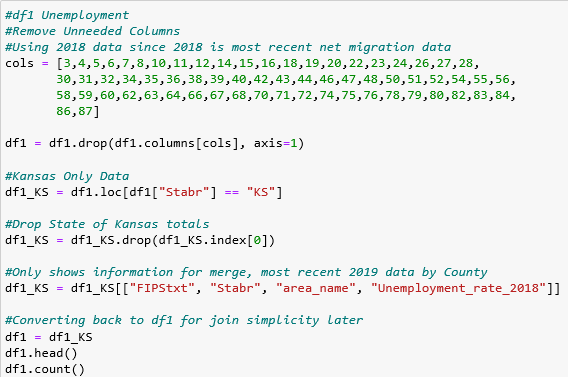 #df1 Unemployment
#Remove Unneeded Columns
#Using 2018 data since 2018 is most recent net migration data
cols = [3,4,5,6,7,8,10,11,12,14,15,16,18,19,20,22,23,24,26,27,28,
30,31,32,34,35,36,38,39,40,42,43,44,46,47,48,50,51,52,54,55,56,
58,59,60,62,63,64,66,67,68,70,71,72,74,75,76,78,79,80,82,83,84,
86,87]
df1 = df1.drop(df1.columns[cols], axis=1)
#Kansas Only Data
df1_KS = df1.loc[df1["Stabr"] == "KS"]
#Drop State of Kansas totals
df1_KS = df1_KS.drop(df1_KS.index[0])
#Only shows information for merge, most recent 2019 data by County
df1_KS = df1_KS[["FIPStxt", "Stabr", "area_name", "Unemployment_rate_2018"]]
#Converting back to df1 for join simplicity later
df1 = df1_KS
df1.head()
df1.count()